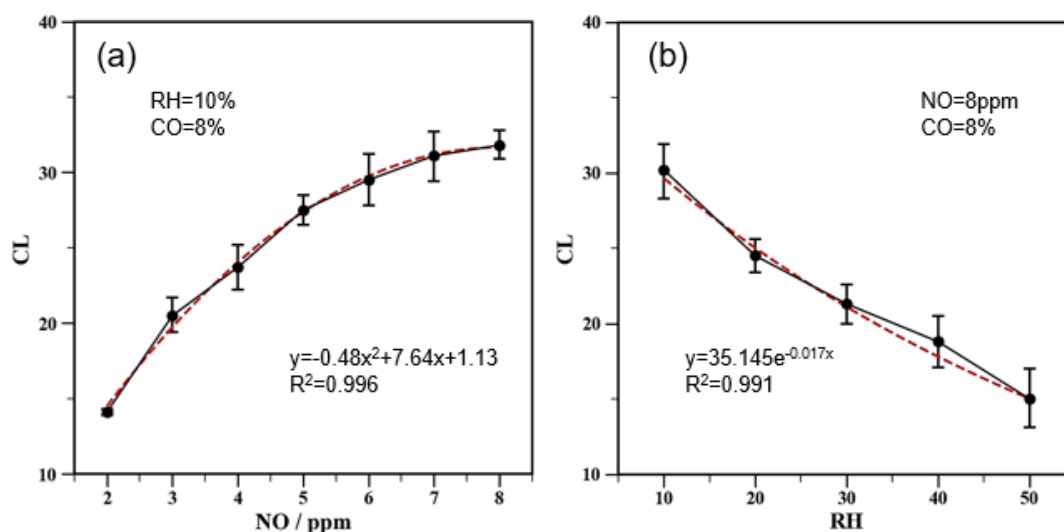 (a)
RH=10%
CO=8%
y=-0.48x²+7.64x+1.13
R²=0.996
CL
40
30
20
10
2 3 4 5 6 7 8
NO / ppm
(b)
NO=8ppm
CO=8%
y=35.145e⁻⁰·⁰¹⁷ˣ
R²=0.991
CL
40
30
20
10
10 20 30 40 50
RH